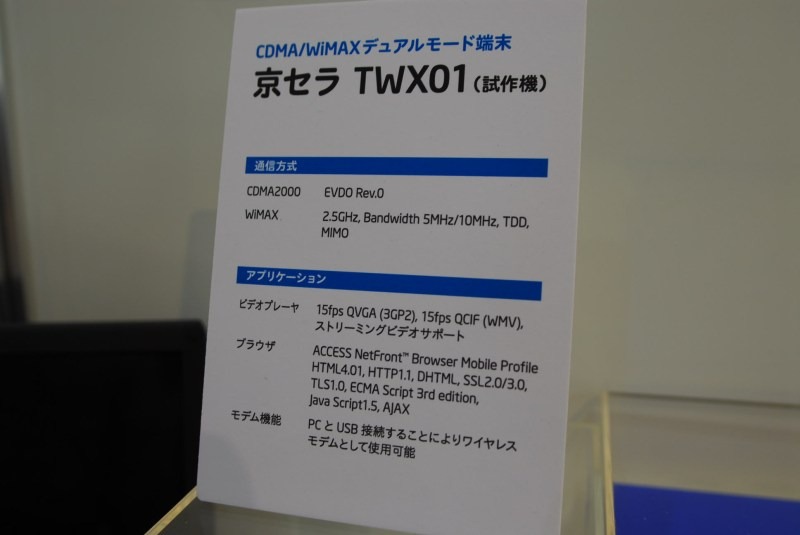 CDMA/WiMAXデュアルモード端末
京セラ TWX01(試作機)
通信方式
CDMA2000 EVDO Rev.0
WiMAX 2.5GHz, Bandwidth 5MHz/10MHz, TDD,
MIMO
アプリケーション
ビデオプレーヤ 15fps QVGA (3GP2), 15fps QCIF (WMV),
ストリーミングビデオサポート
ブラウザ ACCESS NetFront™ Browser Mobile Profile
HTML4.01, HTTP1.1, DHTML, SSL2.0/3.0,
TLS1.0, ECMA Script 3rd edition,
Java Script1.5, AJAX
モデム機能 PCとUSB接続することによりワイヤレス
モデムとして使用可能